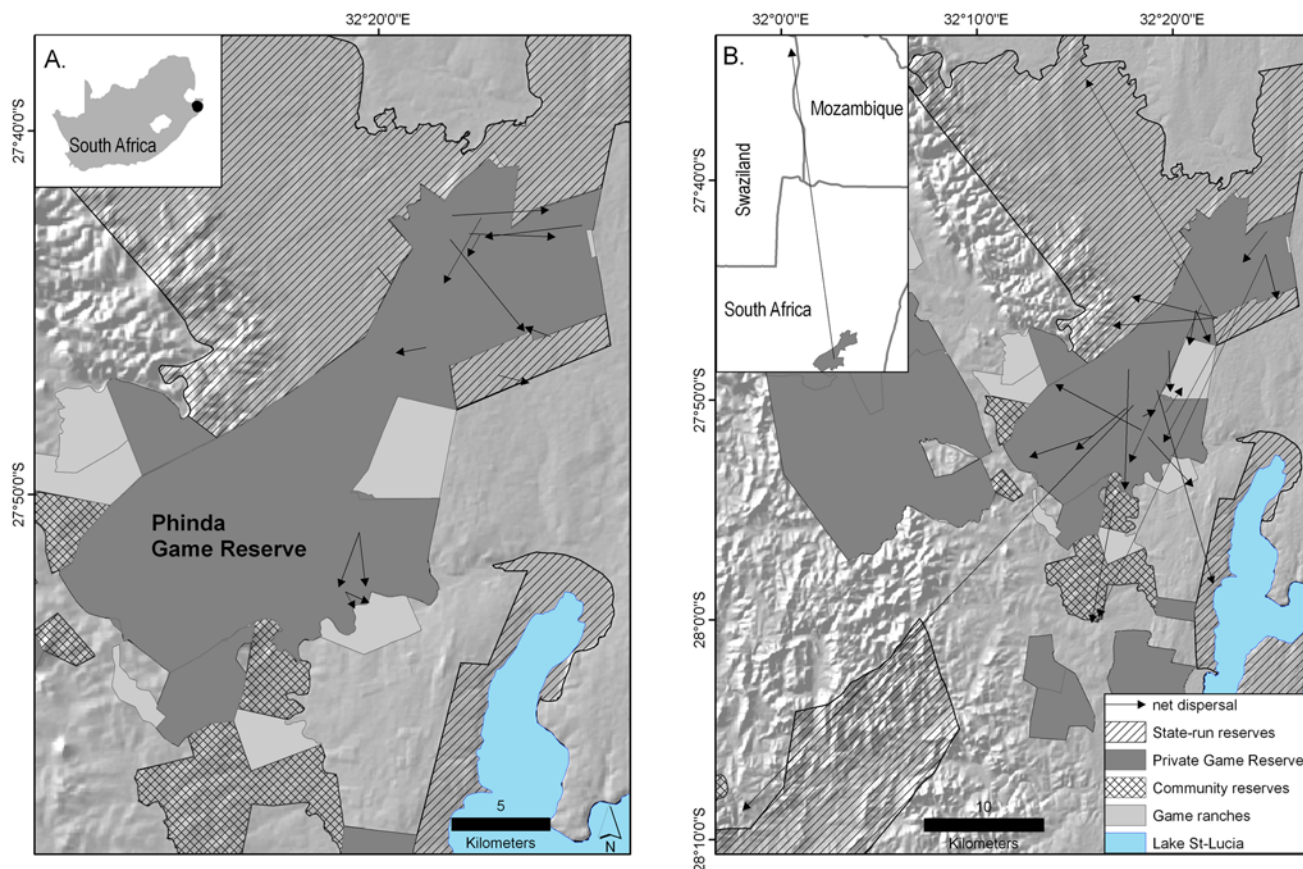 32°20'0"E
A.
South Africa
27°40'0"S
27°50'0"S
Phinda
Game Reserve
5
Kilometers
N
32°0'0"E
32°10'0"E
32°20'0"E
B.
Mozambique
Swaziland
South Africa
27°40'0"S
27°50'0"S
28°0'0"S
28°10'0"S
10
Kilometers
net dispersal
State-run reserves
Private Game Reserve
Community reserves
Game ranches
Lake St-Lucia